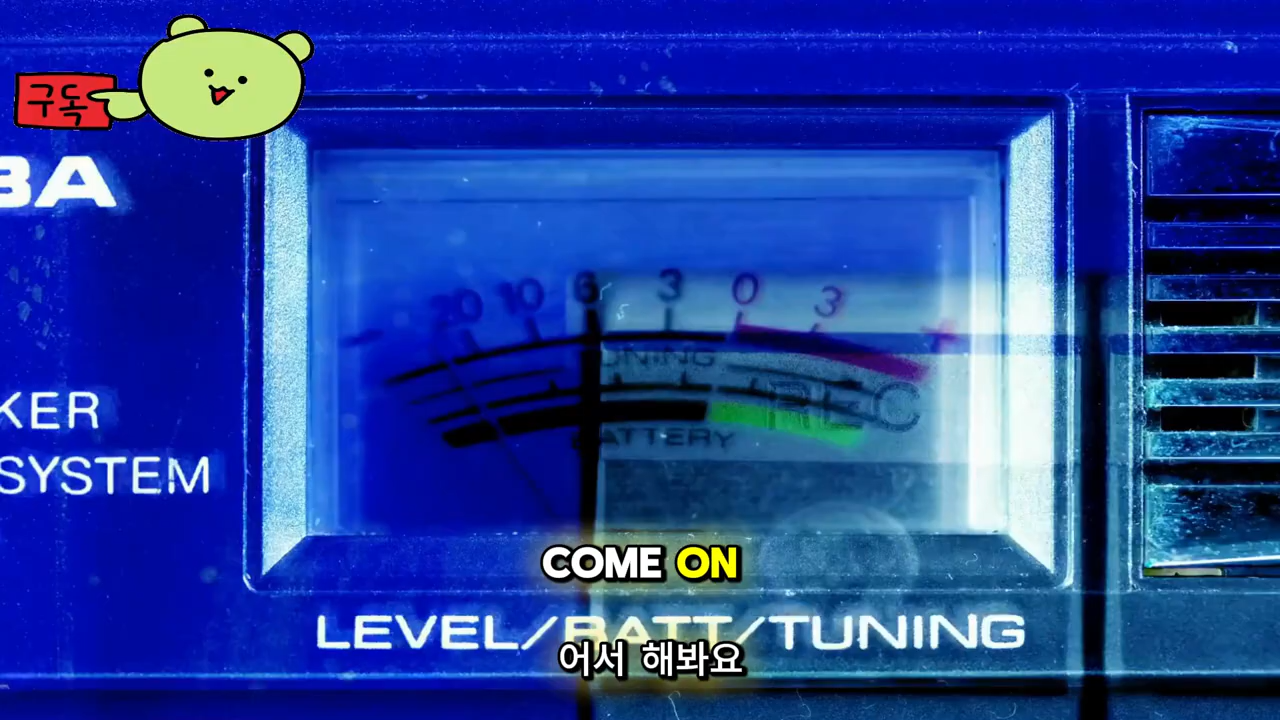 구독
BA
20 10 6 3 0 3 +
TUNING
REC
BATTERY
KER
SYSTEM
COME ON
LEVEL/BATT/TUNING
어서 해봐요